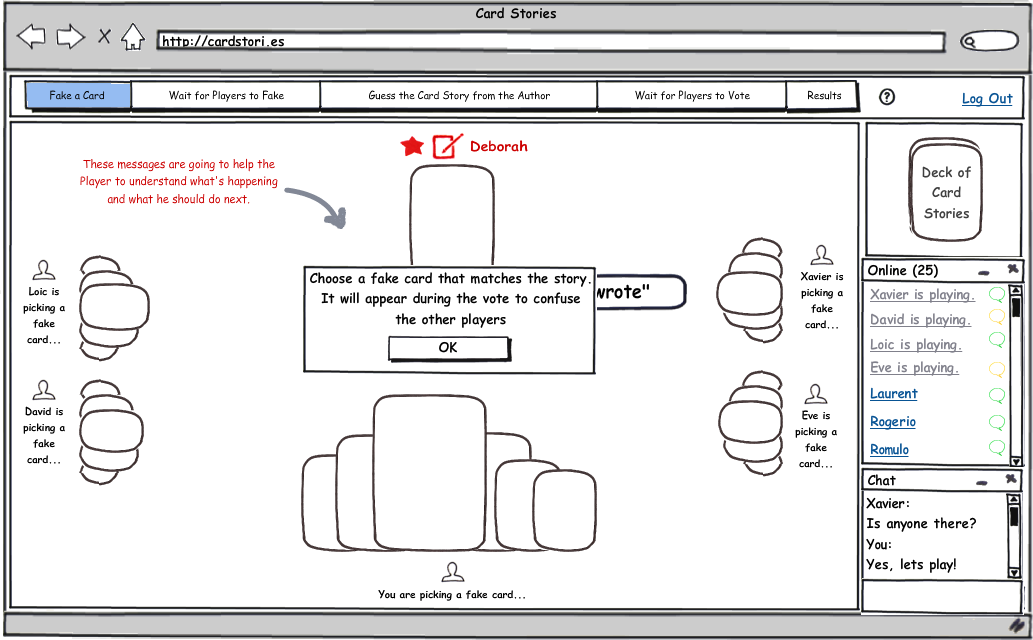 Card Stories
http://cardstori.es
Fake a Card
Wait for Players to Fake
Guess the Card Story from the Author
Wait for Players to Vote
Results
?
Log Out
Deborah
These messages are going to help the
Player to understand what's happening
and what he should do next.
Deck of
Card
Stories
Choose a fake card that matches the story.
It will appear during the vote to confuse
the other players
OK
wrote"
Loic is
picking a
fake
card...
Xavier is
picking a
fake
card...
David is
picking a
fake
card...
Eve is
picking a
fake
card...
You are picking a fake card...
Online (25)
Xavier is playing.
David is playing.
Loic is playing.
Eve is playing.
Laurent
Rogerio
Romulo
Chat
Xavier:
Is anyone there?
You:
Yes, lets play!